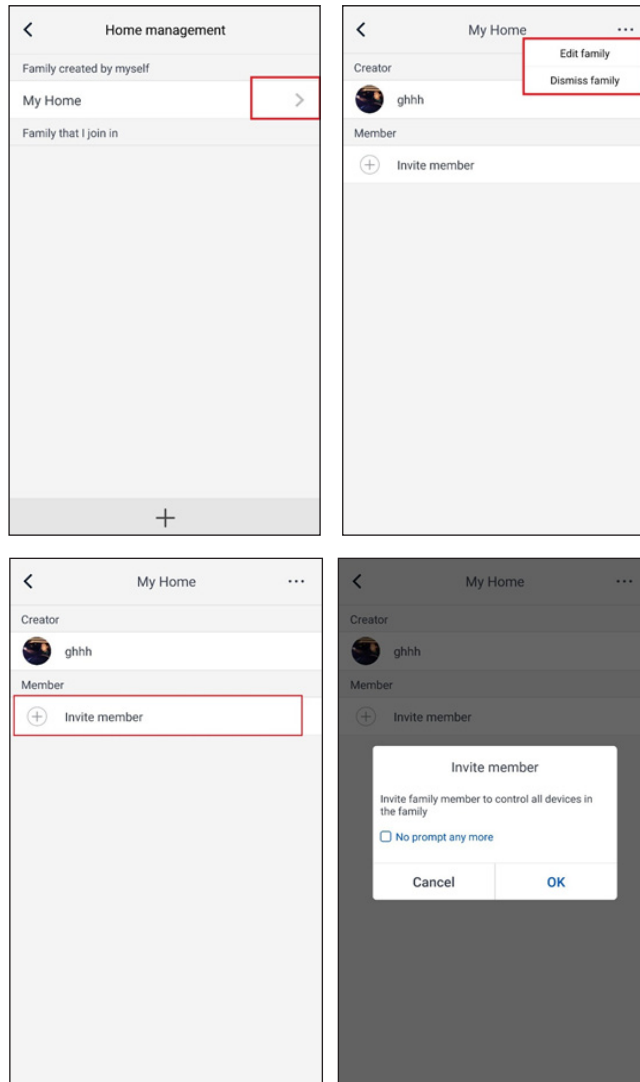 Home management
Family created by myself
My Home
Family that I join in
My Home
Edit family
Dismiss family
Creator
ghhh
Member
Invite member
My Home
Creator
ghhh
Member
Invite member
My Home
Creator
ghhh
Member
Invite member
Invite member
Invite family member to control all devices in
the family
No prompt any more
Cancel OK